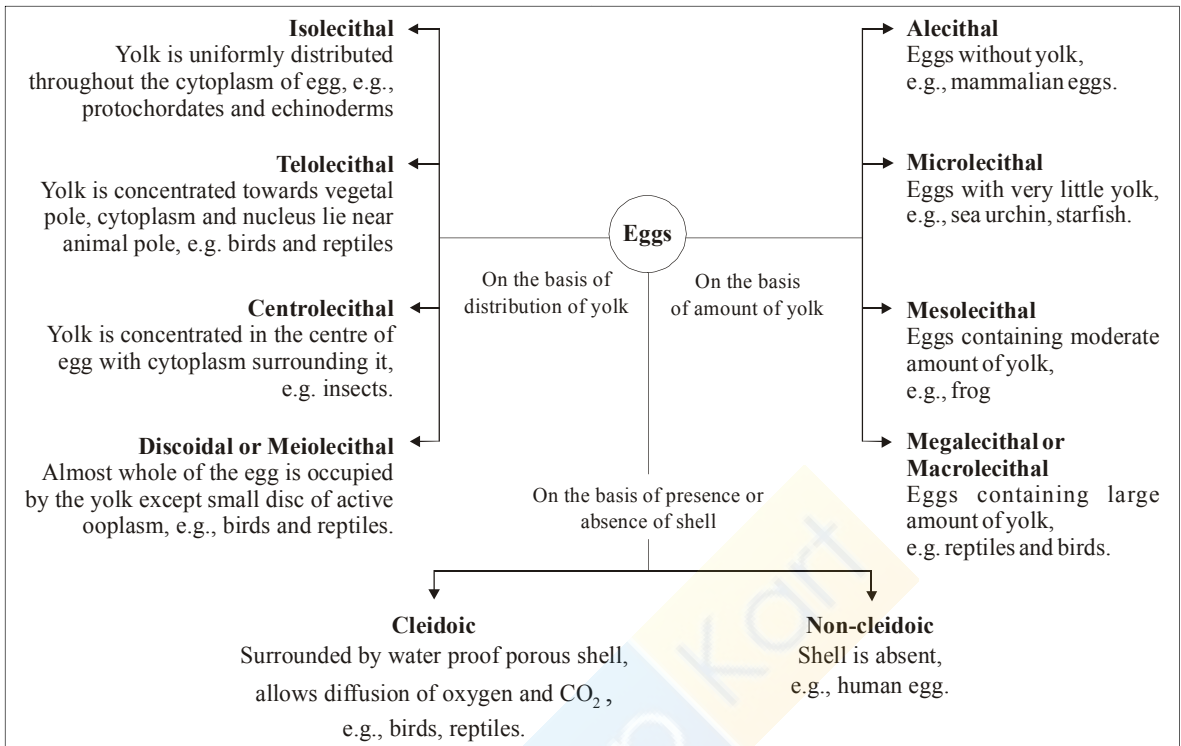 Isolecithal
Yolk is uniformly distributed
throughout the cytoplasm of egg, e.g.,
protochordates and echinoderms
Telolecithal
Yolk is concentrated towards vegetal
pole, cytoplasm and nucleus lie near
animal pole, e.g. birds and reptiles
Centrolecithal
Yolk is concentrated in the centre of
egg with cytoplasm surrounding it,
e.g. insects.
Discoidal or Meiolecithal
Almost whole of the egg is occupied
by the yolk except small disc of active
ooplasm, e.g., birds and reptiles.
Eggs
On the basis of
distribution of yolk
On the basis
of amount of yolk
Alecithal
Eggs without yolk,
e.g., mammalian eggs.
Microlecithal
Eggs with very little yolk,
e.g., sea urchin, starfish.
Mesolecithal
Eggs containing moderate
amount of yolk,
e.g., frog
Megalecithal or
Macrolecithal
Eggs containing large
amount of yolk,
e.g. reptiles and birds.
On the basis of presence or
absence of shell
Cleidoic
Surrounded by water proof porous shell,
allows diffusion of oxygen and CO₂ ,
e.g., birds, reptiles.
Non-cleidoic
Shell is absent,
e.g., human egg.
Kart